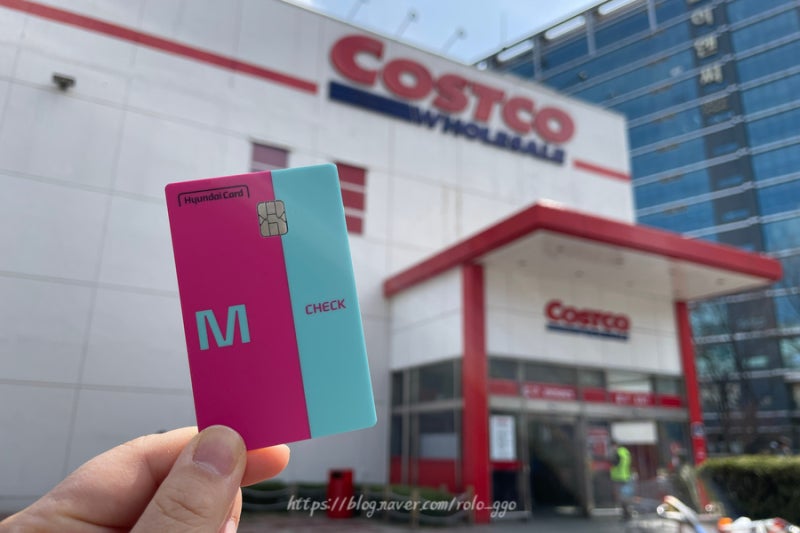 COSTCO
WHOLESALE
Hyundai Card
M
CHECK
COSTCO
https://blog.naver.com/rolo_ggo